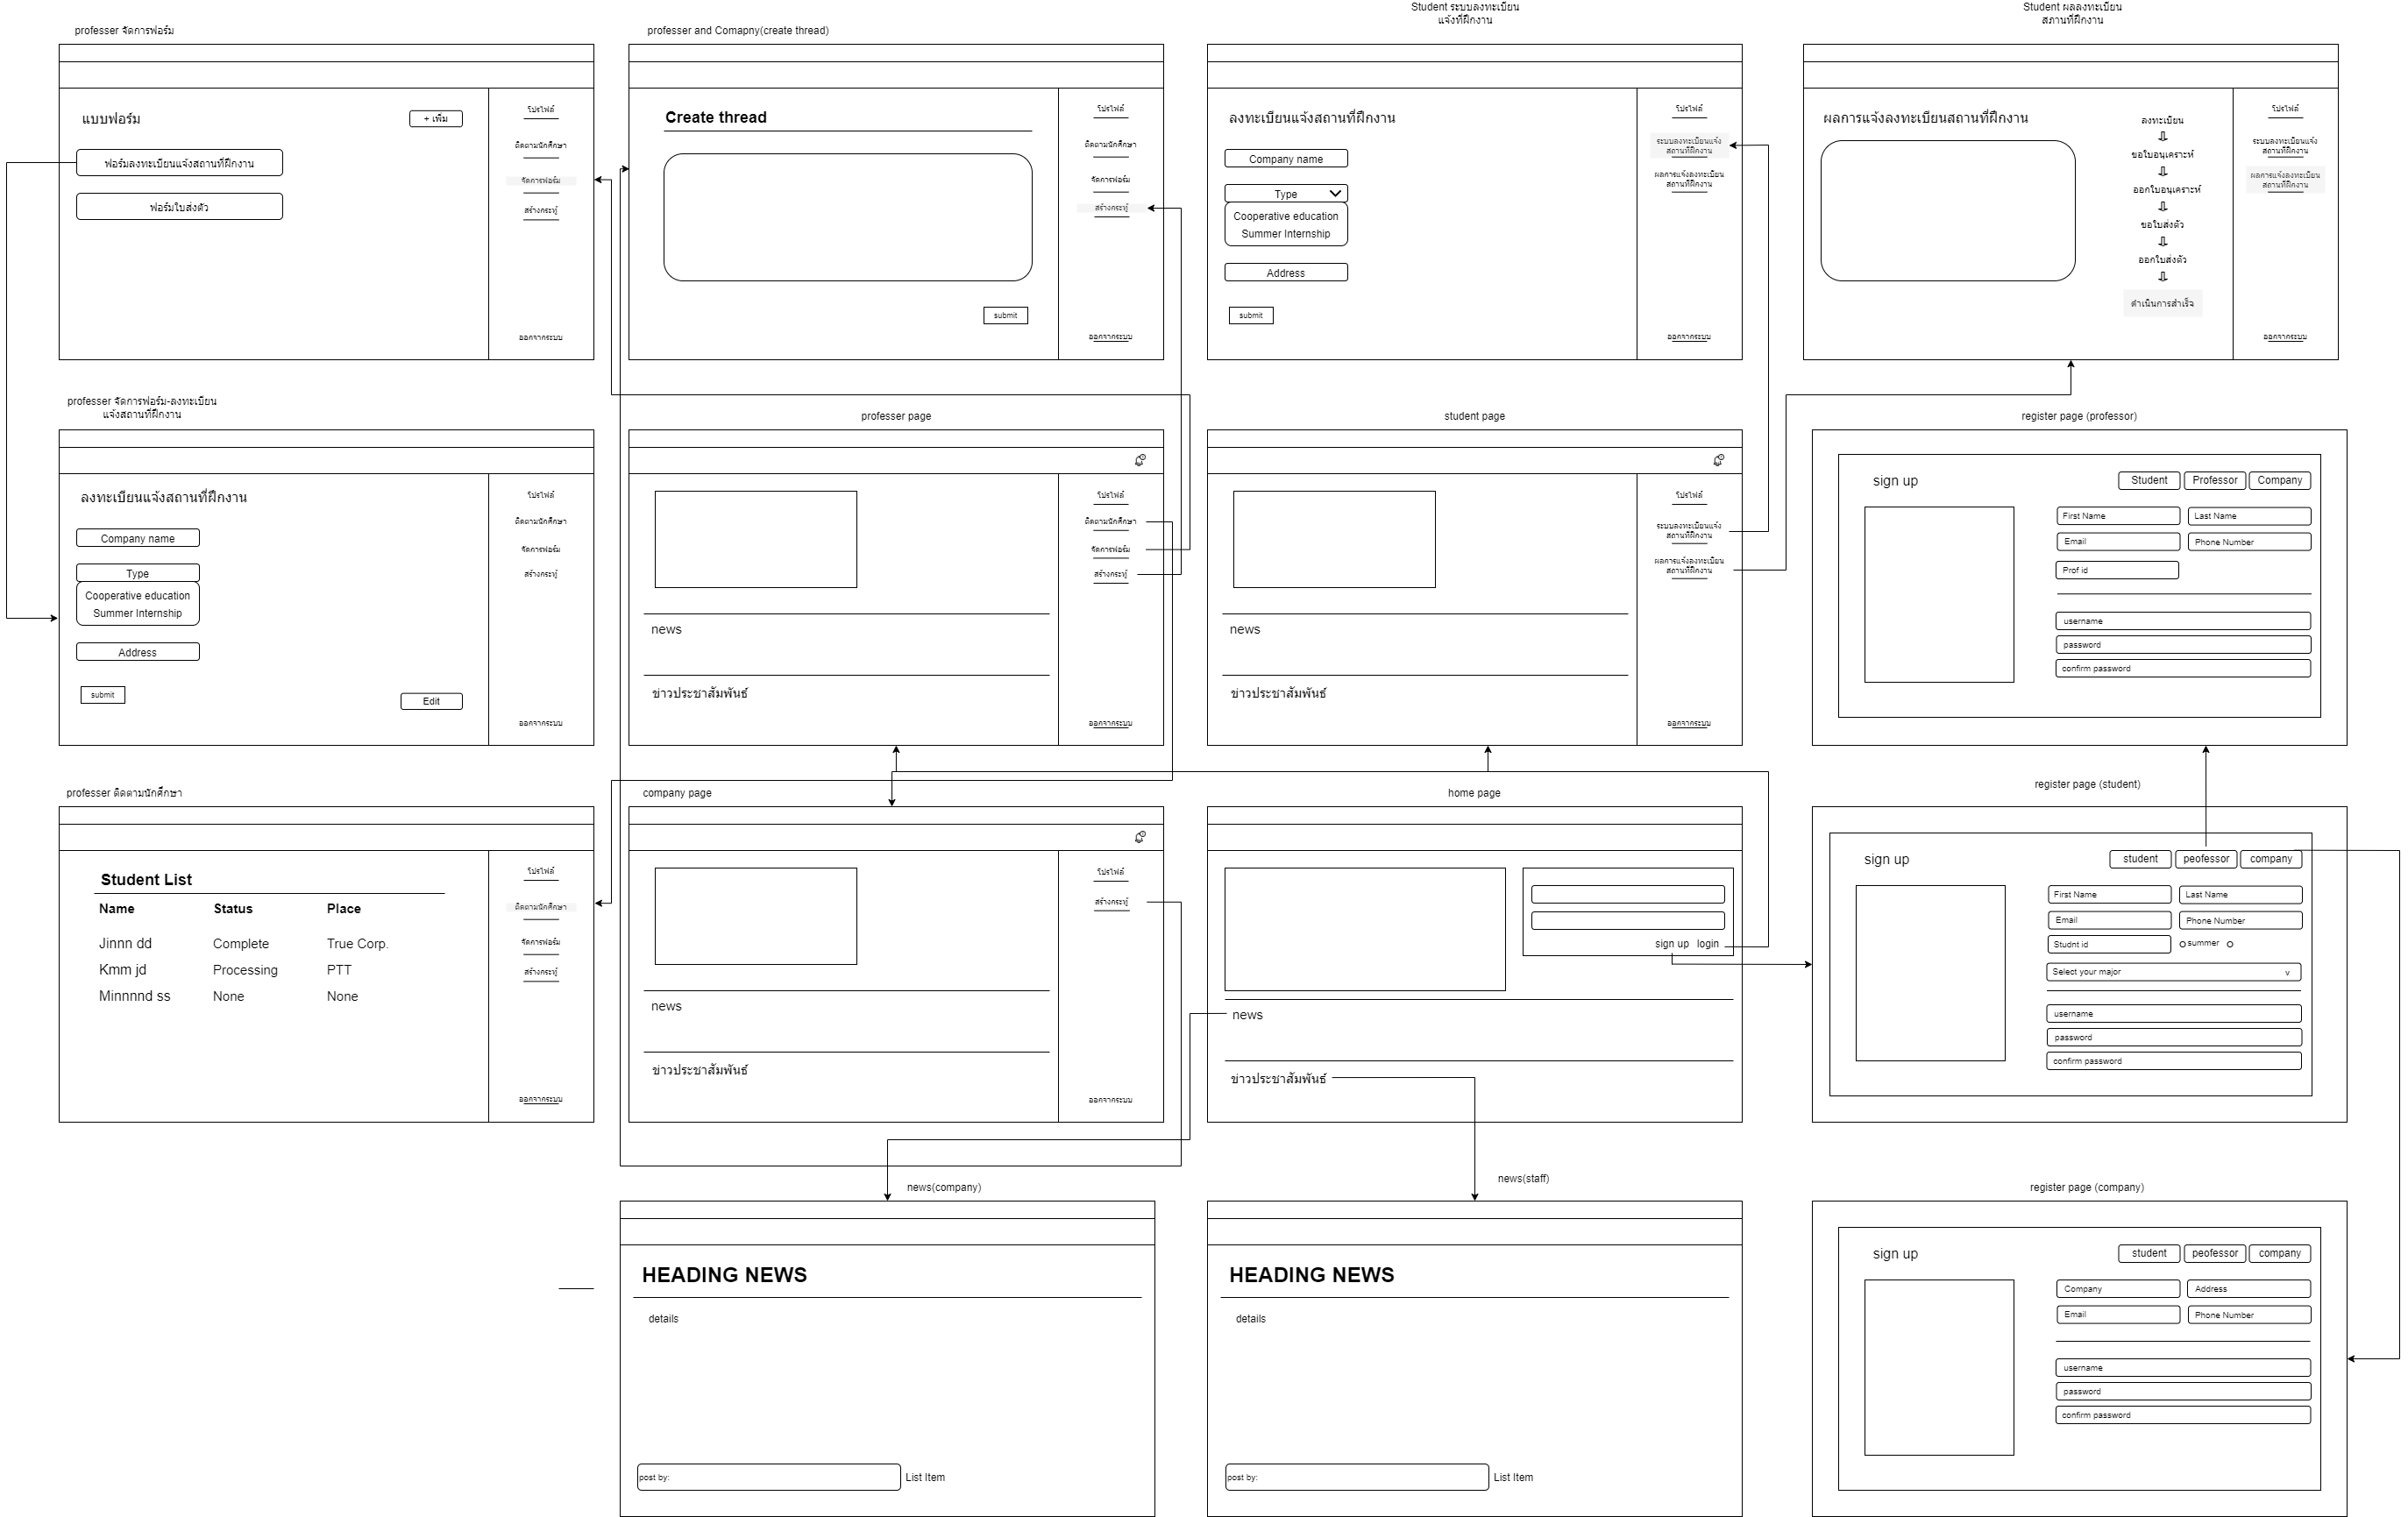 professer จัดการฟอร์ม
แบบฟอร์ม
+ เพิ่ม
ฟอร์มลงทะเบียนแจ้งสถานที่ฝึกงาน
ฟอร์มใบส่งตัว
โปรไฟล์
ติดตามนักศึกษา
จัดการฟอร์ม
สร้างกระทู้
ออกจากระบบ
professer and Comapny(create thread)
Create thread
submit
โปรไฟล์
ติดตามนักศึกษา
จัดการฟอร์ม
สร้างกระทู้
ออกจากระบบ
Student ระบบลงทะเบียน
แจ้งที่ฝึกงาน
ลงทะเบียนแจ้งสถานที่ฝึกงาน
Company name
Type
Cooperative education
Summer Internship
Address
submit
โปรไฟล์
ระบบลงทะเบียนแจ้ง
สถานที่ฝึกงาน
ผลการแจ้งลงทะเบียน
สถานที่ฝึกงาน
ออกจากระบบ
Student ผลลงทะเบียน
สถานที่ฝึกงาน
ผลการแจ้งลงทะเบียนสถานที่ฝึกงาน
ลงทะเบียน
ขอใบอนุเคราะห์
ออกใบอนุเคราะห์
ขอใบส่งตัว
ออกใบส่งตัว
ดำเนินการสำเร็จ
โปรไฟล์
ระบบลงทะเบียนแจ้ง
สถานที่ฝึกงาน
ผลการแจ้งลงทะเบียน
สถานที่ฝึกงาน
ออกจากระบบ
professer จัดการฟอร์ม-ลงทะเบียน
แจ้งสถานที่ฝึกงาน
ลงทะเบียนแจ้งสถานที่ฝึกงาน
Company name
Type
Cooperative education
Summer Internship
Address
submit
Edit
โปรไฟล์
ติดตามนักศึกษา
จัดการฟอร์ม
สร้างกระทู้
ออกจากระบบ
professer page
news
ข่าวประชาสัมพันธ์
โปรไฟล์
ติดตามนักศึกษา
จัดการฟอร์ม
สร้างกระทู้
ออกจากระบบ
student page
news
ข่าวประชาสัมพันธ์
โปรไฟล์
ระบบลงทะเบียนแจ้ง
สถานที่ฝึกงาน
ผลการแจ้งลงทะเบียน
สถานที่ฝึกงาน
ออกจากระบบ
register page (professor)
sign up
Student Professor Company
First Name Last Name
Email Phone Number
Prof id
username
password
confirm password
professer ติดตามนักศึกษา
Student List
Name Status Place
Jinnn dd Complete True Corp.
Kmm jd Processing PTT
Minnnnd ss None None
โปรไฟล์
ติดตามนักศึกษา
จัดการฟอร์ม
สร้างกระทู้
ออกจากระบบ
company page
news
ข่าวประชาสัมพันธ์
โปรไฟล์
สร้างกระทู้
ออกจากระบบ
home page
sign up login
news
ข่าวประชาสัมพันธ์
register page (student)
sign up
student peofessor company
First Name Last Name
Email Phone Number
Studnt id summer
Select your major v
username
password
confirm password
news(company)
HEADING NEWS
details
post by: List Item
news(staff)
HEADING NEWS
details
post by: List Item
register page (company)
sign up
student peofessor company
Company Address
Email Phone Number
username
password
confirm password